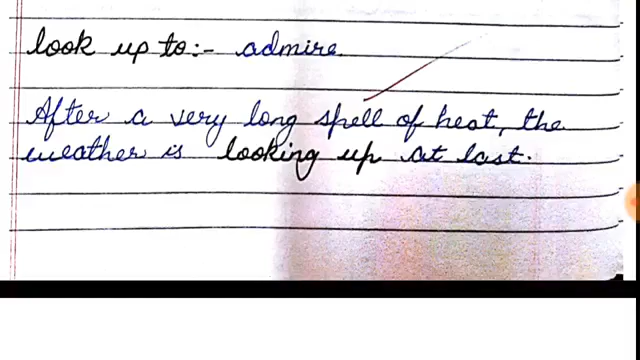 look up to:- admire.
After a very long spell of heat, the
weather is looking up at last.